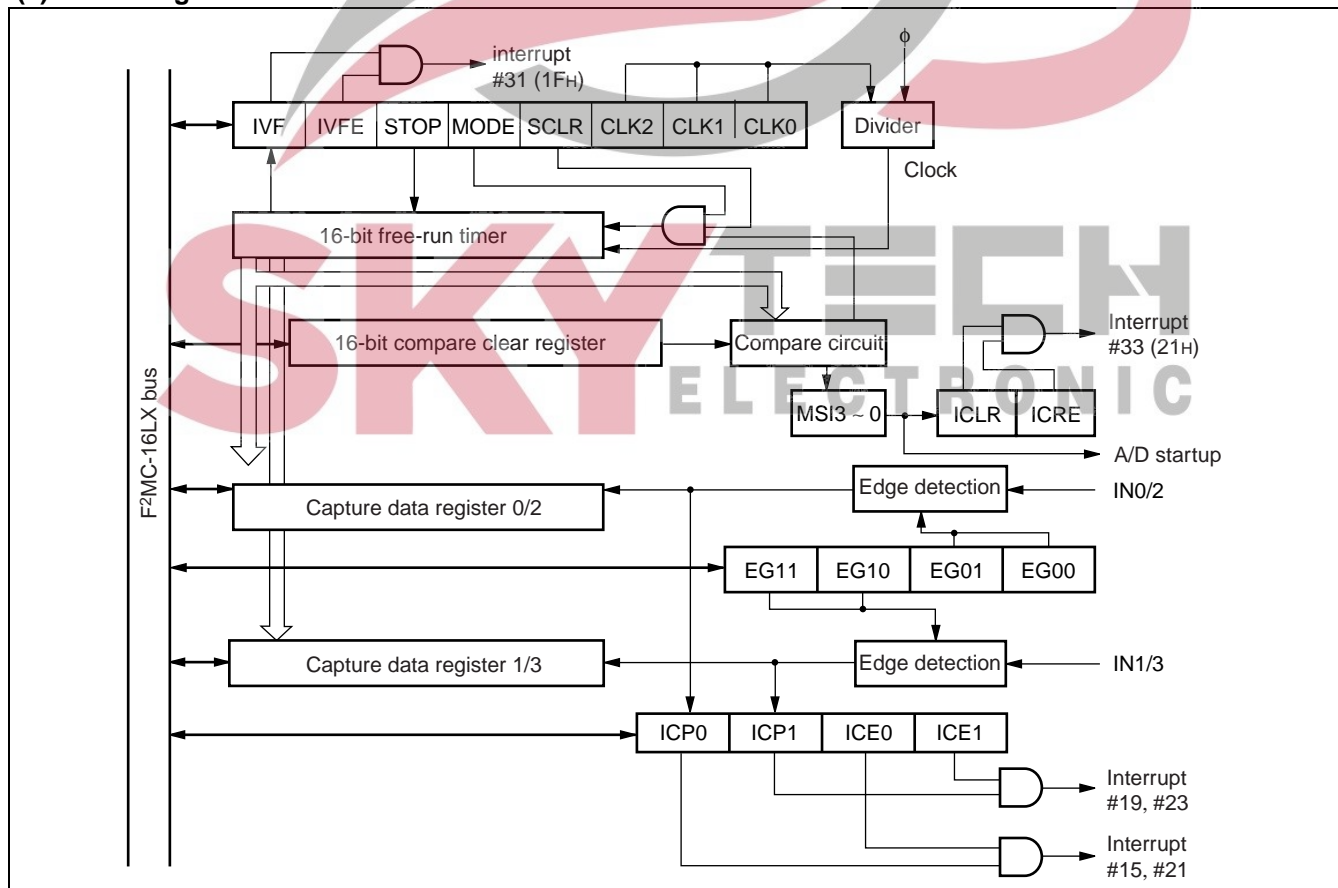 φ
interrupt
#31 (1FH)
IVF IVFE STOP MODE SCLR CLK2 CLK1 CLK0
Divider
Clock
16-bit free-run timer
SKY TECH
ELECTRONIC
16-bit compare clear register
Compare circuit
Interrupt
#33 (21H)
MSI3 ~ 0
ICLR ICRE
A/D startup
F²MC-16LX bus
Capture data register 0/2
Edge detection
IN0/2
EG11 EG10 EG01 EG00
Capture data register 1/3
Edge detection
IN1/3
ICP0 ICP1 ICE0 ICE1
Interrupt
#19, #23
Interrupt
#15, #21